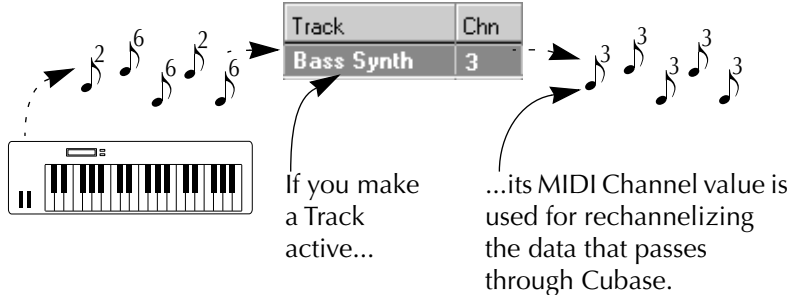 2 6 6 2 6
Track Chn
Bass Synth 3
3 3 3 3 3
If you make
a Track
active...
...its MIDI Channel value is
used for rechannelizing
the data that passes
through Cubase.